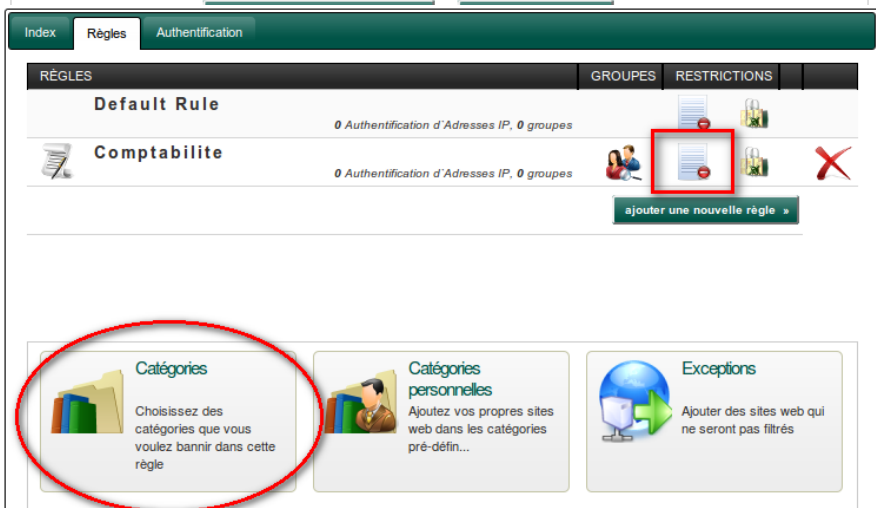 Index Règles Authentification
RÈGLES GROUPES RESTRICTIONS
Default Rule
0 Authentification d´Adresses IP, 0 groupes
Comptabilite
0 Authentification d´Adresses IP, 0 groupes
ajouter une nouvelle règle »
Catégories
Choisissez des
catégories que vous
voulez bannir dans cette
règle
Catégories
personnelles
Ajoutez vos propres sites
web dans les catégories
pré-défin...
Exceptions
Ajouter des sites web qui
ne seront pas filtrés